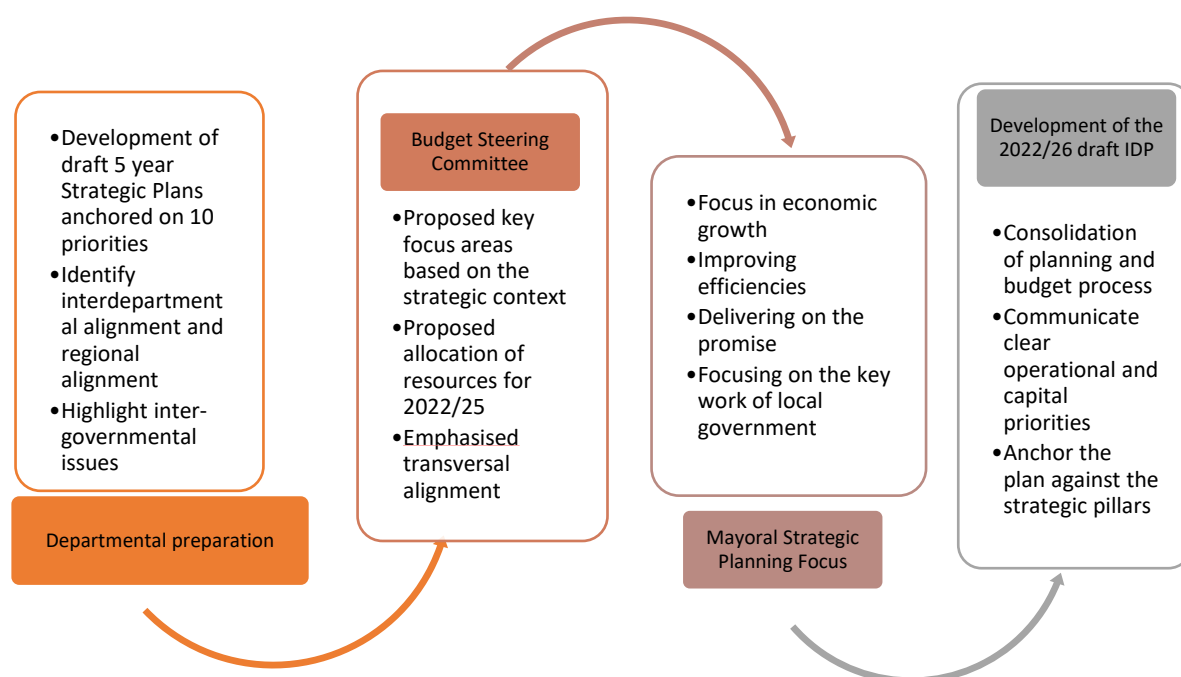 •Development of
draft 5 year
Strategic Plans
anchored on 10
priorities
•Identify
interdepartment
al alignment and
regional
alignment
•Highlight inter-
governmental
issues
Departmental preparation
Budget Steering
Committee
•Proposed key
focus areas
based on the
strategic context
•Proposed
allocation of
resources for
2022/25
•Emphasised
transversal
alignment
•Focus in economic
growth
•Improving
efficiencies
•Delivering on the
promise
•Focusing on the key
work of local
government
Mayoral Strategic
Planning Focus
Development of the
2022/26 draft IDP
•Consolidation
of planning and
budget process
•Communicate
clear
operational and
capital
priorities
•Anchor the
plan against the
strategic pillars